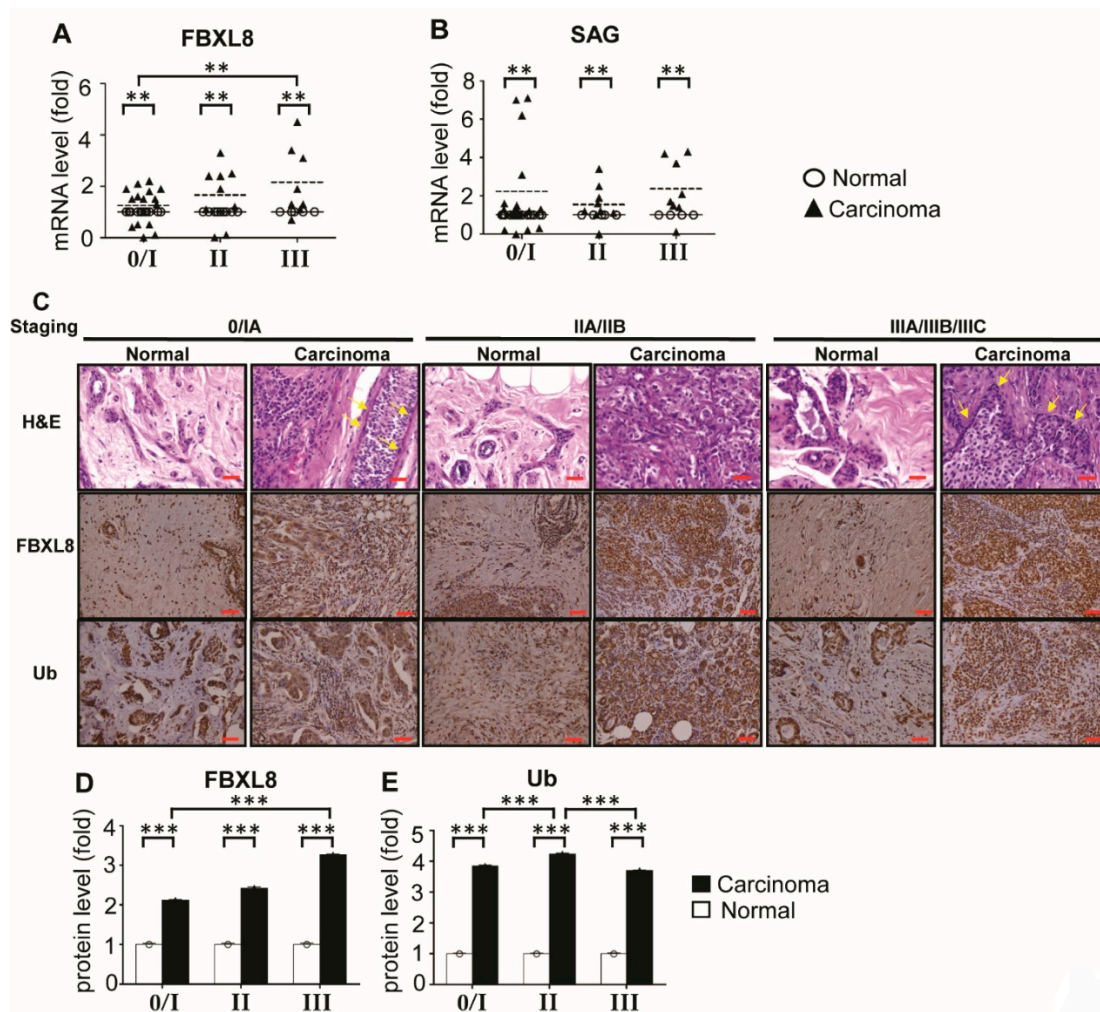 A
FBXL8
**
** ** **
mRNA level (fold)
6
4
2
0
0/I II III
B
SAG
** ** **
mRNA level (fold)
8
6
4
2
0
0/I II III
Normal
Carcinoma
C
Staging 0/IA IIA/IIB IIIA/IIIB/IIIC
Normal Carcinoma Normal Carcinoma Normal Carcinoma
H&E
FBXL8
Ub
D
FBXL8
***
*** *** ***
protein level (fold)
4
3
2
1
0
0/I II III
E
Ub
*** ***
*** *** ***
protein level (fold)
5
4
3
2
1
0
0/I II III
Carcinoma
Normal